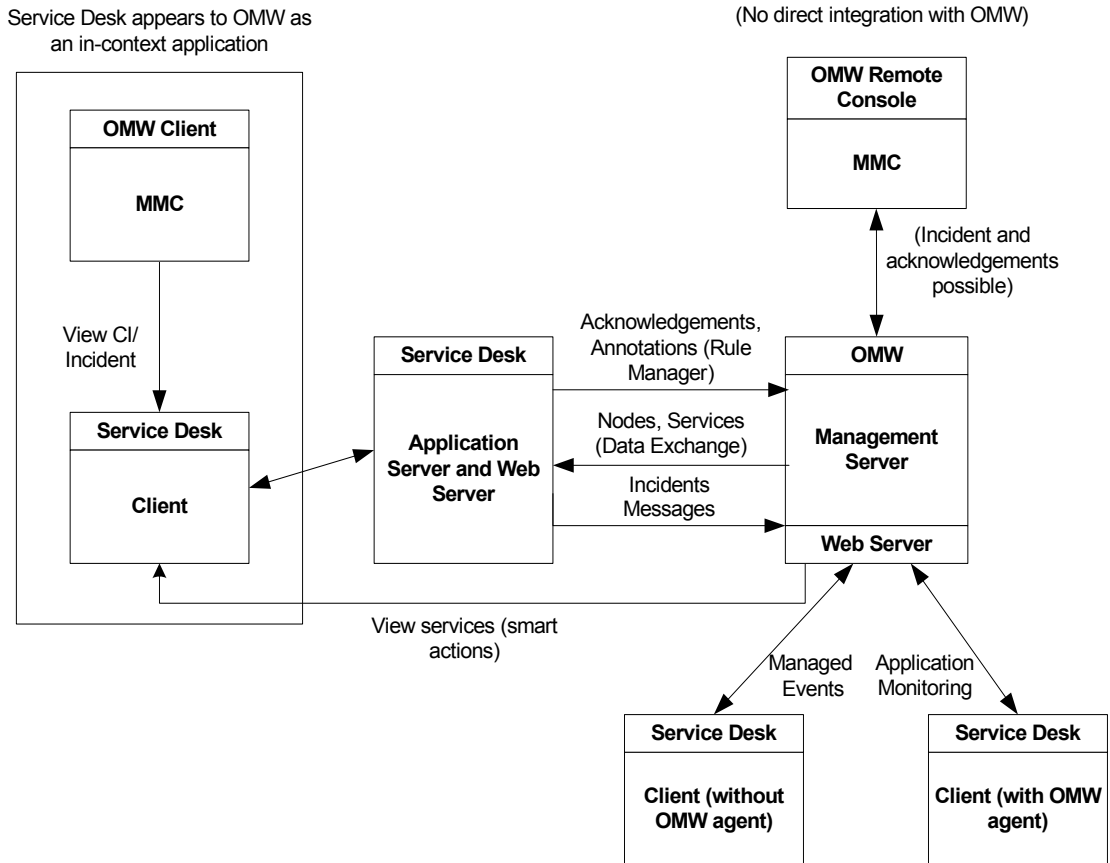 Service Desk appears to OMW as
an in-context application
(No direct integration with OMW)
OMW Client
MMC
OMW Remote
Console
MMC
(Incident and
acknowledgements
possible)
View CI/
Incident
Service Desk
Client
Service Desk
Application
Server and Web
Server
Acknowledgements,
Annotations (Rule
Manager)
Nodes, Services
(Data Exchange)
Incidents
Messages
OMW
Management
Server
Web Server
View services (smart
actions)
Managed
Events
Application
Monitoring
Service Desk
Client (without
OMW agent)
Service Desk
Client (with OMW
agent)